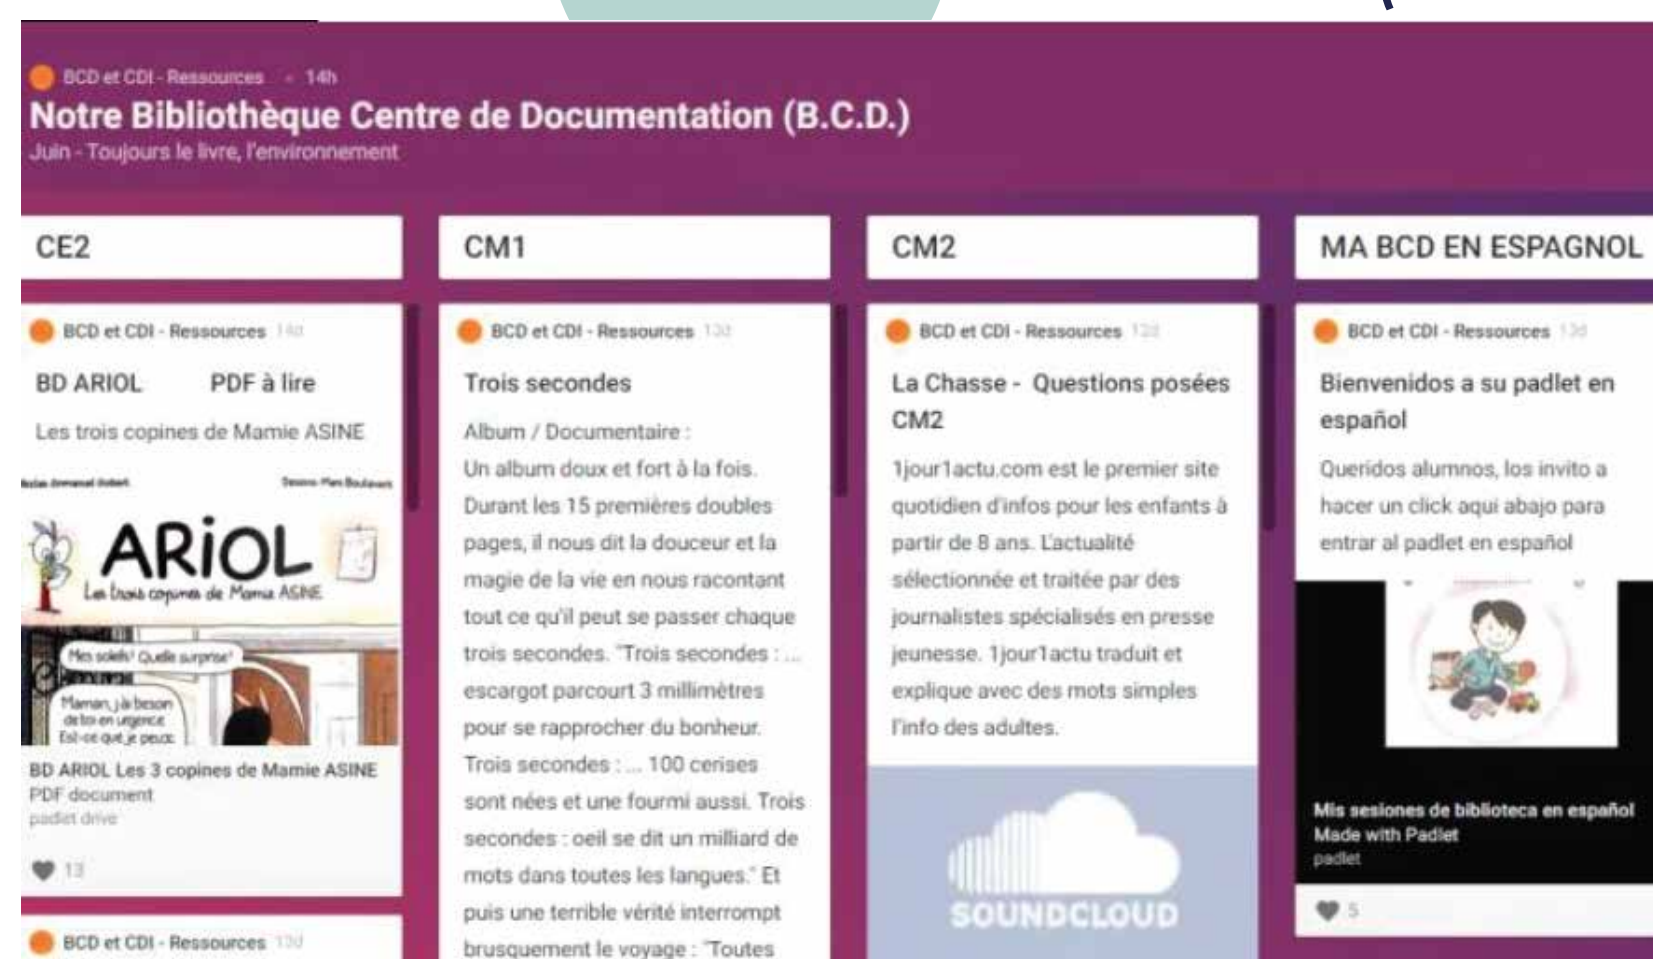 BCD et CDI - Ressources • 14h
Notre Bibliothèque Centre de Documentation (B.C.D.)
Juin - Toujours le livre, l'environnement
CE2
BCD et CDI - Ressources 14d
BD ARIOL PDF à lire
Les trois copines de Mamie ASINE
Emmanuel Guibert Dessins: Marc Boutavant
ARiOL
Les trois copines de Mamie ASINE
Mes soleils! Quelle surprise!
Maman, j'ai besoin
de toi en urgence
Est-ce que je peux
BD ARIOL Les 3 copines de Mamie ASINE
PDF document
padlet drive
13
BCD et CDI - Ressources 13d
CM1
BCD et CDI - Ressources 13d
Trois secondes
Album / Documentaire :
Un album doux et fort à la fois.
Durant les 15 premières doubles
pages, il nous dit la douceur et la
magie de la vie en nous racontant
tout ce qu'il peut se passer chaque
trois secondes. "Trois secondes : ...
escargot parcourt 3 millimètres
pour se rapprocher du bonheur.
Trois secondes : ... 100 cerises
sont nées et une fourmi aussi. Trois
secondes : oeil se dit un milliard de
mots dans toutes les langues." Et
puis une terrible vérité interrompt
brusquement le voyage : "Toutes
CM2
BCD et CDI - Ressources 12d
La Chasse - Questions posées
CM2
1jour1actu.com est le premier site
quotidien d'infos pour les enfants à
partir de 8 ans. L'actualité
sélectionnée et traitée par des
journalistes spécialisés en presse
jeunesse. 1jour1actu traduit et
explique avec des mots simples
l'info des adultes.
SOUNDCLOUD
MA BCD EN ESPAGNOL
BCD et CDI - Ressources 13d
Bienvenidos a su padlet en
español
Queridos alumnos, los invito a
hacer un click aqui abajo para
entrar al padlet en español
Mis sesiones de biblioteca en español
Made with Padlet
padlet
5